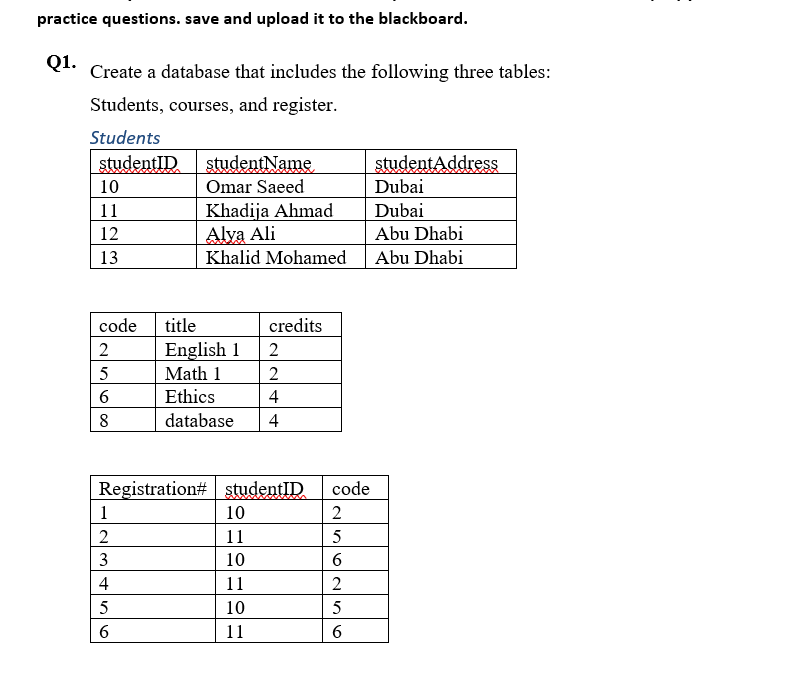 practice questions. save and upload it to the blackboard.
Q1. Create a database that includes the following three tables:
Students, courses, and register.
Students
studentID studentName studentAddress
10 Omar Saeed Dubai
11 Khadija Ahmad Dubai
12 Alya Ali Abu Dhabi
13 Khalid Mohamed Abu Dhabi
code title credits
2 English 1 2
5 Math 1 2
6 Ethics 4
8 database 4
Registration# studentID code
1 10 2
2 11 5
3 10 6
4 11 2
5 10 5
6 11 6